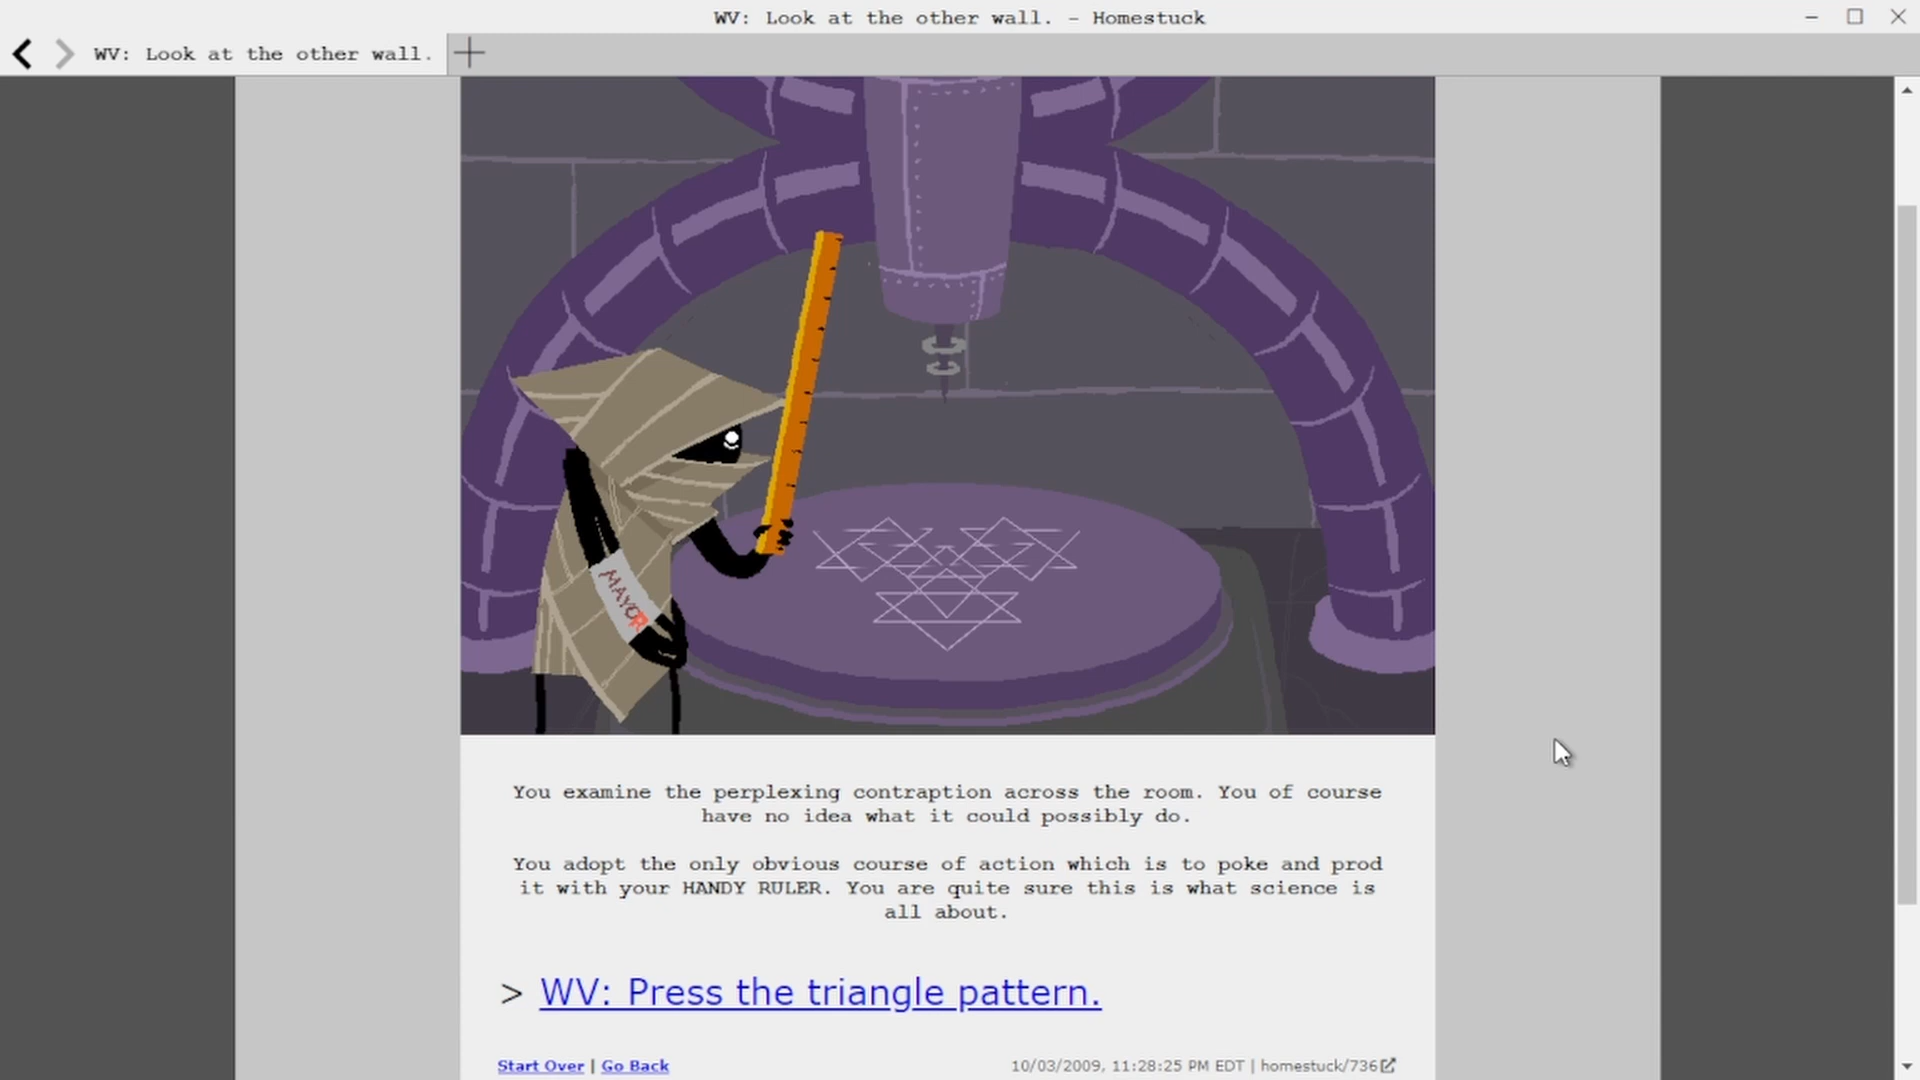 WV: Look at the other wall. - Homestuck
WV: Look at the other wall.
MAYOR
You examine the perplexing contraption across the room. You of course
have no idea what it could possibly do.
You adopt the only obvious course of action which is to poke and prod
it with your HANDY RULER. You are quite sure this is what science is
all about.
> WV: Press the triangle pattern.
Start Over | Go Back
10/03/2009, 11:28:25 PM EDT | homestuck/736